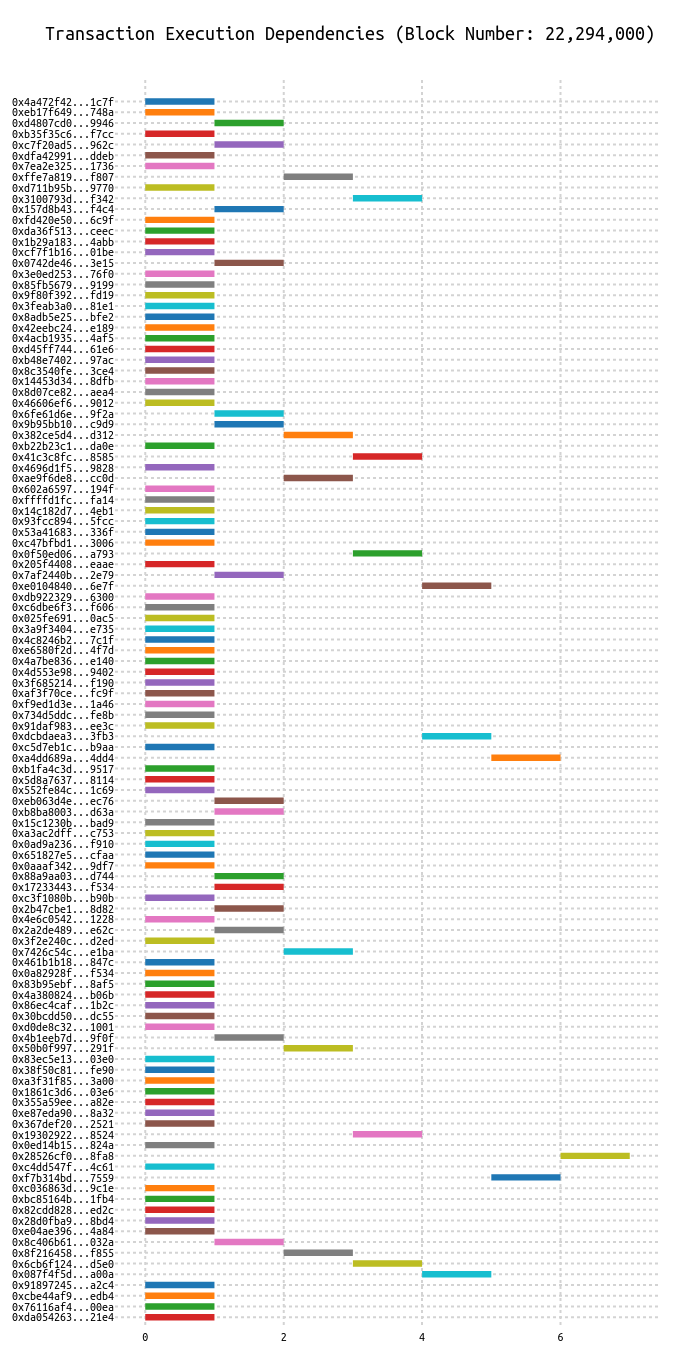 Transaction Execution Dependencies (Block Number: 22,294,000)
0x4a472f42...1c7f
0xeb17f649...748a
0xd4807cd0...9946
0xb35f35c6...f7cc
0xc7f20ad5...962c
0xdfa42991...ddeb
0x7ea2e325...1736
0xffe7a819...f807
0xd711b95b...9770
0x3100793d...f342
0x157d8b43...f4c4
0xfd420e50...6c9f
0xda36f513...ceec
0x1b29a183...4abb
0xcf7f1b16...01be
0x0742de46...3e15
0x3e0ed253...76f0
0x85fb5679...9199
0x9f80f392...fd19
0x3feab3a0...81e1
0x8adb5e25...bfe2
0x42eebc24...e189
0x4acb1935...4af5
0xd45ff744...61e6
0xb48e7402...97ac
0x8c3540fe...3ce4
0x14453d34...8dfb
0x8d07ce82...aea4
0x46606ef6...9012
0x6fe61d6e...9f2a
0x9b95bb10...c9d9
0x382ce5d4...d312
0xb22b23c1...da0e
0x41c3c8fc...8585
0x4696d1f5...9828
0xae9f6de8...cc0d
0x602a6597...194f
0xffffd1fc...fa14
0x14c182d7...4eb1
0x93fcc894...5fcc
0x53a41683...336f
0xc47bfbd1...3006
0x0f50ed06...a793
0x205f4408...eaae
0x7af2440b...2e79
0xe0104840...6e7f
0xdb922329...6300
0xc6dbe6f3...f606
0x025fe691...0ac5
0x3a9f3404...e735
0x4c8246b2...7c1f
0xe6580f2d...4f7d
0x4a7be836...e140
0x4d553e98...9402
0x3f685214...f190
0xaf3f70ce...fc9f
0xf9ed1d3e...1a46
0x734d5ddc...fe8b
0x91daf983...ee3c
0xdcbdaea3...3fb3
0xc5d7eb1c...b9aa
0xa4dd689a...4dd4
0xb1fa4c3d...9517
0x5d8a7637...8114
0x552fe84c...1c69
0xeb063d4e...ec76
0xb8ba8003...d63a
0x15c1230b...bad9
0xa3ac2dff...c753
0x0ad9a236...f910
0x651827e5...cfaa
0x0aaaf342...9df7
0x88a9aa03...d744
0x17233443...f534
0xc3f1080b...b90b
0x2b47cbe1...8d82
0x4e6c0542...1228
0x2a2de489...e62c
0x3f2e240c...d2ed
0x7426c54c...e1ba
0x461b1b18...847c
0x0a82928f...f534
0x83b95ebf...8af5
0x4a380824...b06b
0x86ec4caf...1b2c
0x30bcdd50...dc55
0xd0de8c32...1001
0x4b1eeb7d...9f0f
0x50b0f997...291f
0x83ec5e13...03e0
0x38f50c81...fe90
0xa3f31f85...3a00
0x1861c3d6...03e6
0x355a59ee...a82e
0xe87eda90...8a32
0x367def20...2521
0x19302922...8524
0x0ed14b15...824a
0x28526cf0...8fa8
0xc4dd547f...4c61
0xf7b314bd...7559
0xc036863d...9c1e
0xbc85164b...1fb4
0x82cdd828...ed2c
0x28d0fba9...8bd4
0xe04ae396...4a84
0x8c406b61...032a
0x8f216458...f855
0x6cb6f124...d5e0
0x087f4f5d...a00a
0x91897245...a2c4
0xcbe44af9...edb4
0x76116af4...00ea
0xda054263...21e4
0 2 4 6